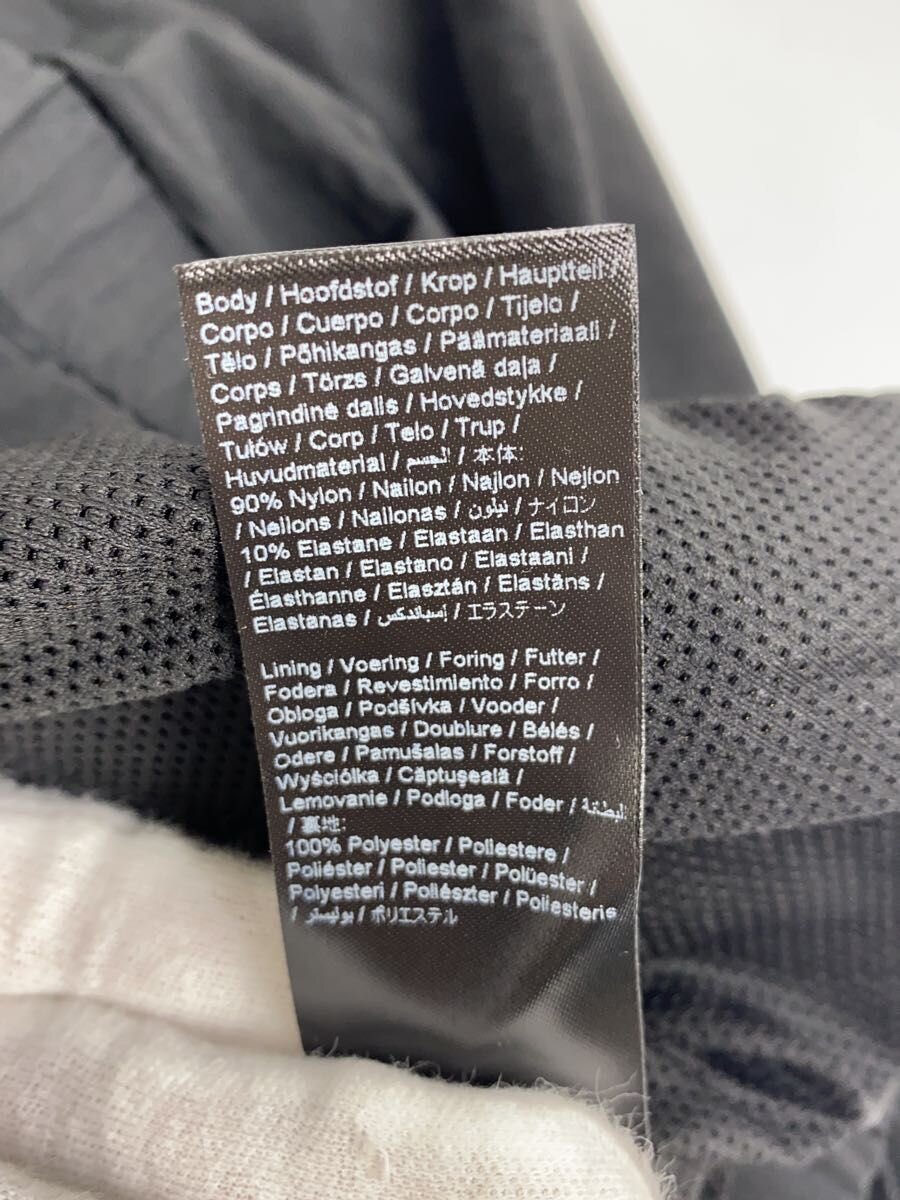 Body / Hoofdstof / Krop / Hauptteil /
Corpo / Cuerpo / Corpo / Tijelo /
Tělo / Põhikangas / Päämateriaali /
Corps / Törzs / Galvenā daļa /
Pagrindinė dalis / Hovedstykke /
Tułów / Corp / Telo / Trup /
Huvudmaterial / الجسم / 本体:
90% Nylon / Nailon / Najlon / Nejlon
/ Neilons / Nailonas / نيلون / ナイロン
10% Elastane / Elastaan / Elasthan
/ Elastan / Elastano / Elastaani /
Élasthanne / Elasztán / Elastāns /
Elastanas / إسباندكس / エラステーン
Lining / Voering / Foring / Futter /
Fodera / Revestimiento / Forro /
Obloga / Podšívka / Vooder /
Vuorikangas / Doublure / Bélés /
Odere / Pamušalas / Forstoff /
Wyściółka / Căptuşeală /
Lemovanie / Podloga / Foder / البطانة
/ 裏地:
100% Polyester / Poliestere /
Poliéster / Poliester / Polüester /
Polyesteri / Poliészter / Poliesteris
/ بوليستر / ポリエステル